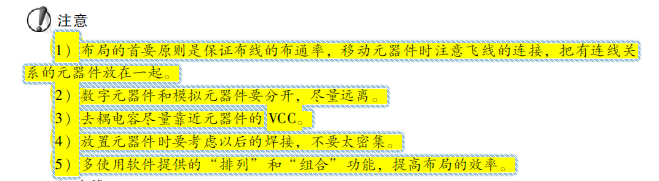 注意
1）布局的首要原则是保证布线的布通率，移动元器件时注意飞线的连接，把有连线关
系的元器件放在一起。
2）数字元器件和模拟元器件要分开，尽量远离。
3）去耦电容尽量靠近元器件的 VCC。
4）放置元器件时要考虑以后的焊接，不要太密集。
5）多使用软件提供的“排列”和“组合”功能，提高布局的效率。